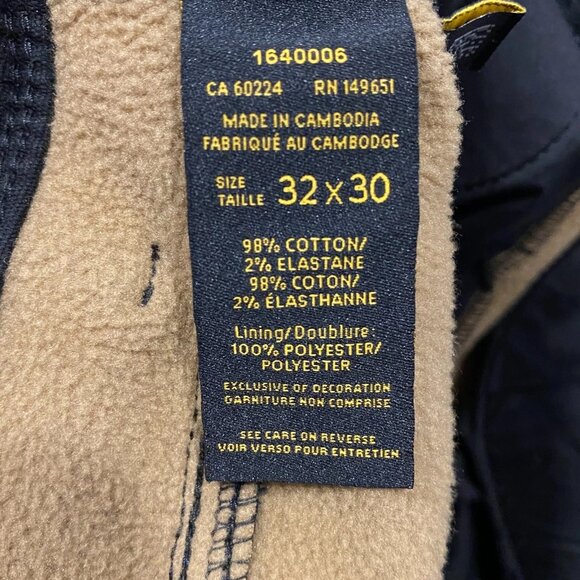 1640006
CA 60224 RN 149651
MADE IN CAMBODIA
FABRIQUÉ AU CAMBODGE
SIZE
TAILLE 32 x 30
98% COTTON/
2% ELASTANE
98% COTON/
2% ÉLASTHANNE
Lining/Doublure:
100% POLYESTER/
POLYESTER
EXCLUSIVE OF DECORATION
GARNITURE NON COMPRISE
SEE CARE ON REVERSE
VOIR VERSO POUR ENTRETIEN